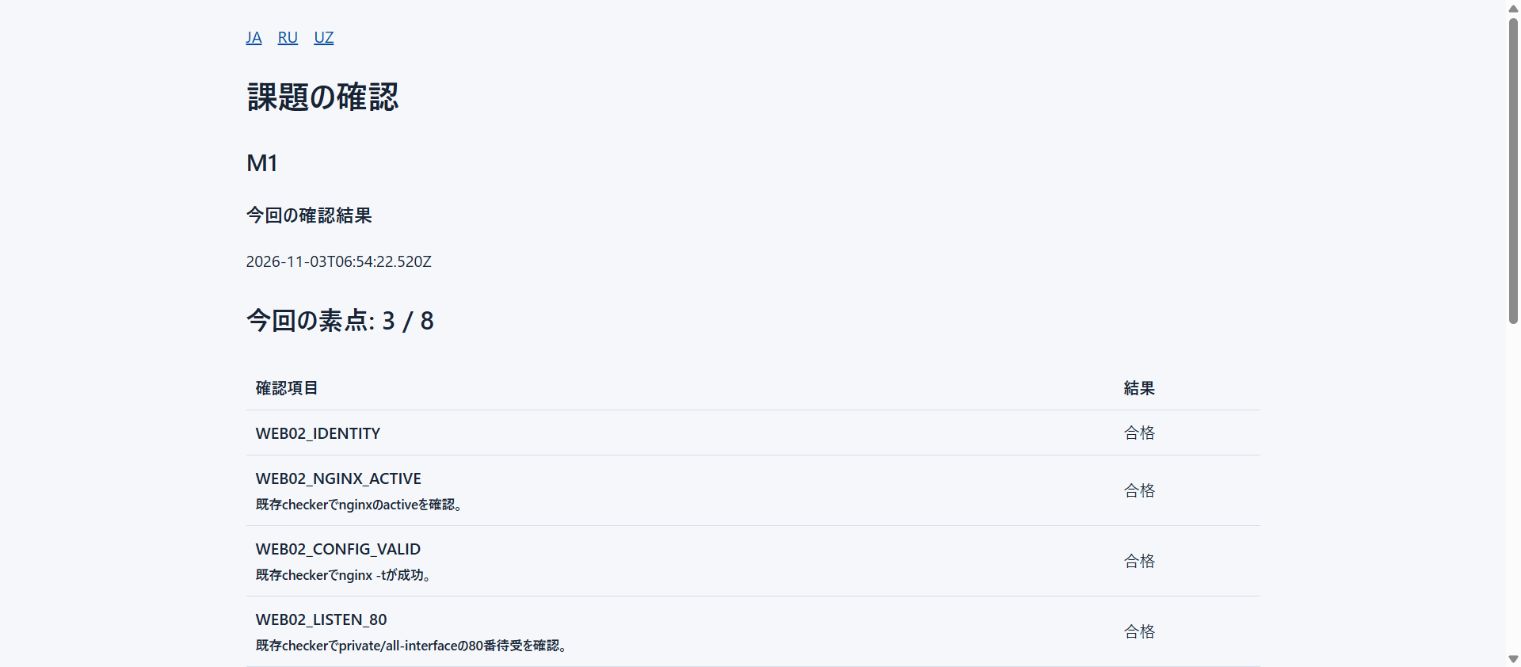 JA RU UZ
課題の確認
M1
今回の確認結果
2026-11-03T06:54:22.520Z
今回の素点: 3 / 8
確認項目 結果
WEB02_IDENTITY 合格
WEB02_NGINX_ACTIVE
既存checkerでnginxのactiveを確認。 合格
WEB02_CONFIG_VALID
既存checkerでnginx -tが成功。 合格
WEB02_LISTEN_80
既存checkerでprivate/all-interfaceの80番待受を確認。 合格